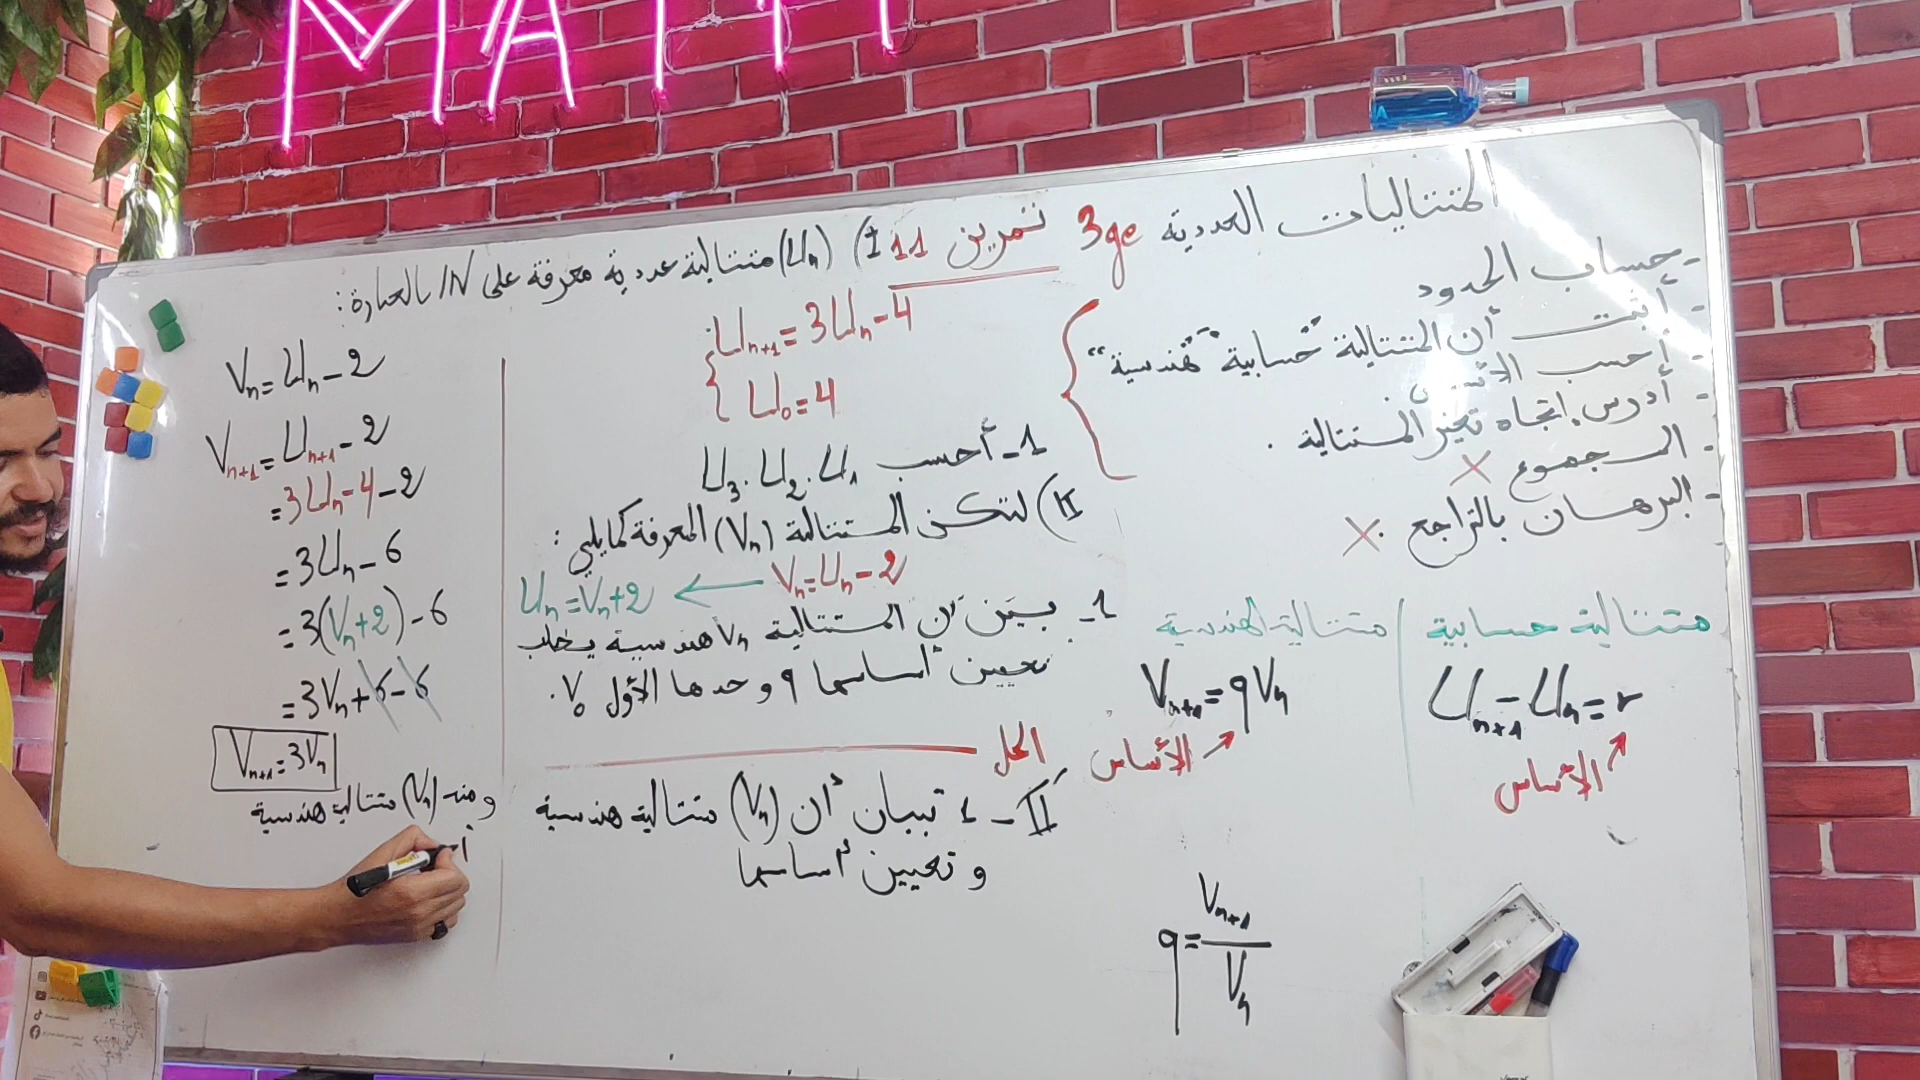 MATH
المتتاليات العددية 3ge تمرين 11
- حساب الحدود
- أثبت أن المتتالية "حسابية" "هندسية"
- أحسب الأساس.
- أدرس اتجاه تغير المتتالية.
- المجموع ×
- البرهان بالتراجع. ×
متتالية حسابية
Uₙ₊₁ - Uₙ = r
الأساس
متتالية هندسية
Vₙ₊₁ = qVₙ
الأساس
q = Vₙ₊₁ / Vₙ
I) (Uₙ) متتالية عددية معرفة على IN بالعبارة:
Uₙ₊₁ = 3Uₙ - 4
U₀ = 4
1- أحسب U₁ . U₂ . U₃
II) لتكن المتتالية (Vₙ) المعرفة كمايلي:
Vₙ = Uₙ - 2 ← Uₙ = Vₙ + 2
1- بين أن المتتالية Vₙ هندسية يطلب
تعيين أساسها q وحدها الأول V₀.
الحل
II - 1 تبيان أن (Vₙ) متتالية هندسية
و تعيين أساسها
Vₙ = Uₙ - 2
Vₙ₊₁ = Uₙ₊₁ - 2
= 3Uₙ - 4 - 2
= 3Uₙ - 6
= 3(Vₙ + 2) - 6
= 3Vₙ + 6 - 6
Vₙ₊₁ = 3Vₙ
ومنه (Vₙ) متتالية هندسية